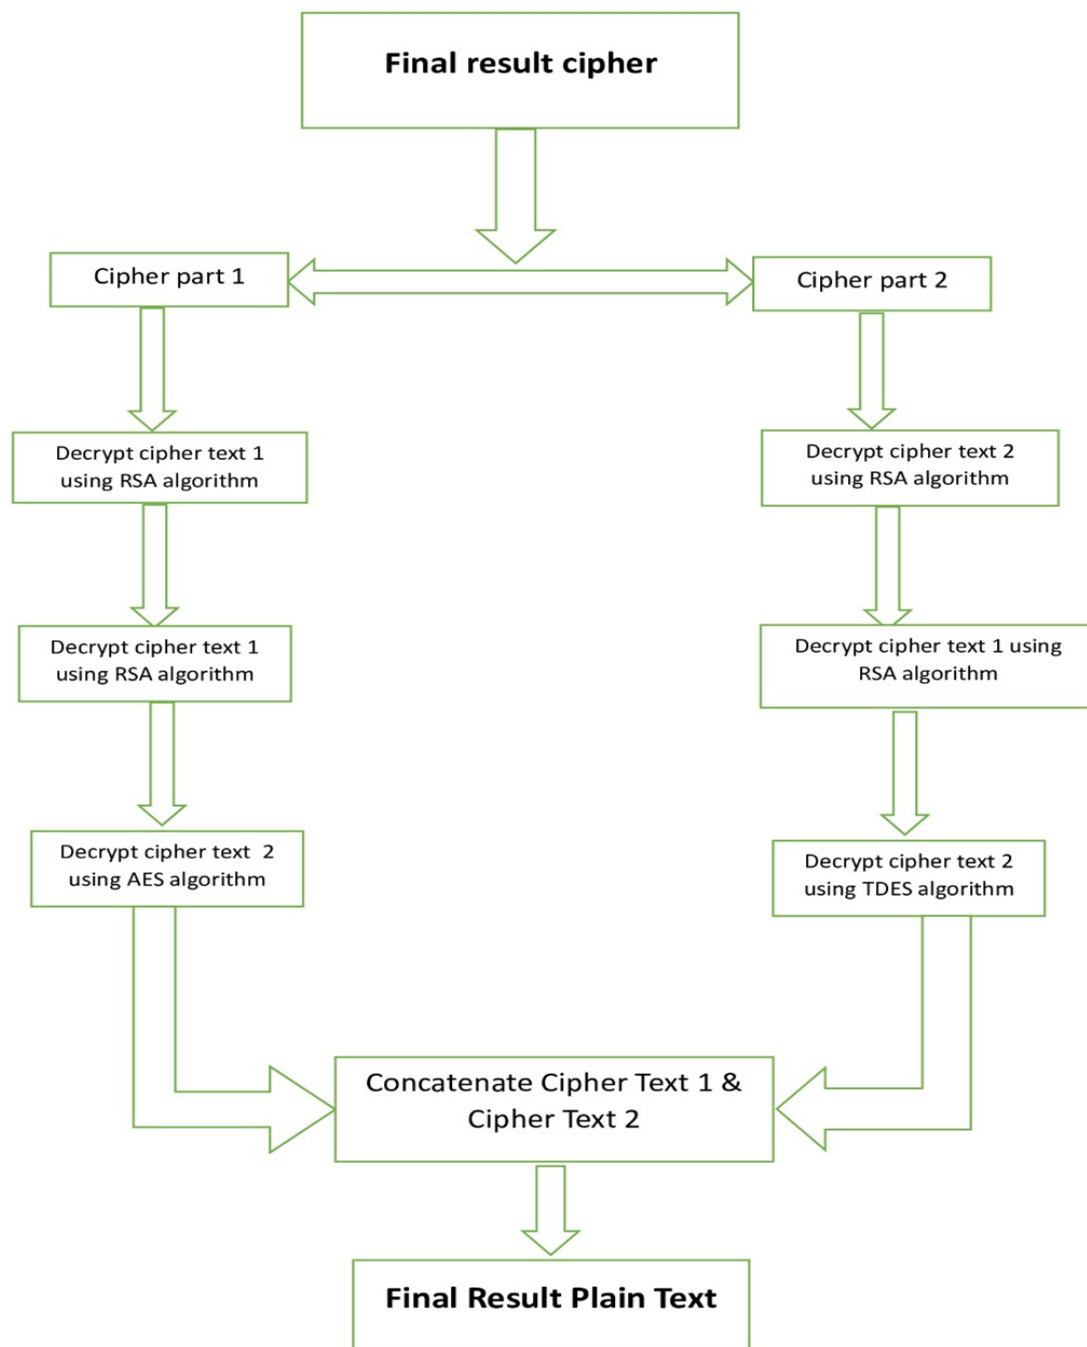 Final result cipher
Cipher part 1
Cipher part 2
Decrypt cipher text 1
using RSA algorithm
Decrypt cipher text 2
using RSA algorithm
Decrypt cipher text 1
using RSA algorithm
Decrypt cipher text 1 using
RSA algorithm
Decrypt cipher text 2
using AES algorithm
Decrypt cipher text 2
using TDES algorithm
Concatenate Cipher Text 1 &
Cipher Text 2
Final Result Plain Text